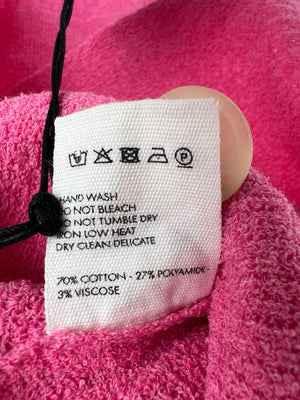 HAND WASH
DO NOT BLEACH
DO NOT TUMBLE DRY
IRON LOW HEAT
DRY CLEAN DELICATE
70% COTTON - 27% POLYAMIDE -
3% VISCOSE